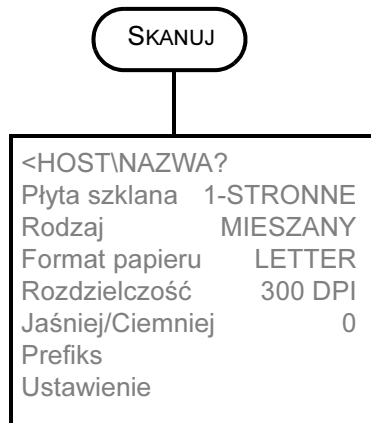 SKANUJ
<HOST\NAZWA?
Płyta szklana 1-STRONNE
Rodzaj MIESZANY
Format papieru LETTER
Rozdzielczość 300 DPI
Jaśniej/Ciemniej 0
Prefiks
Ustawienie